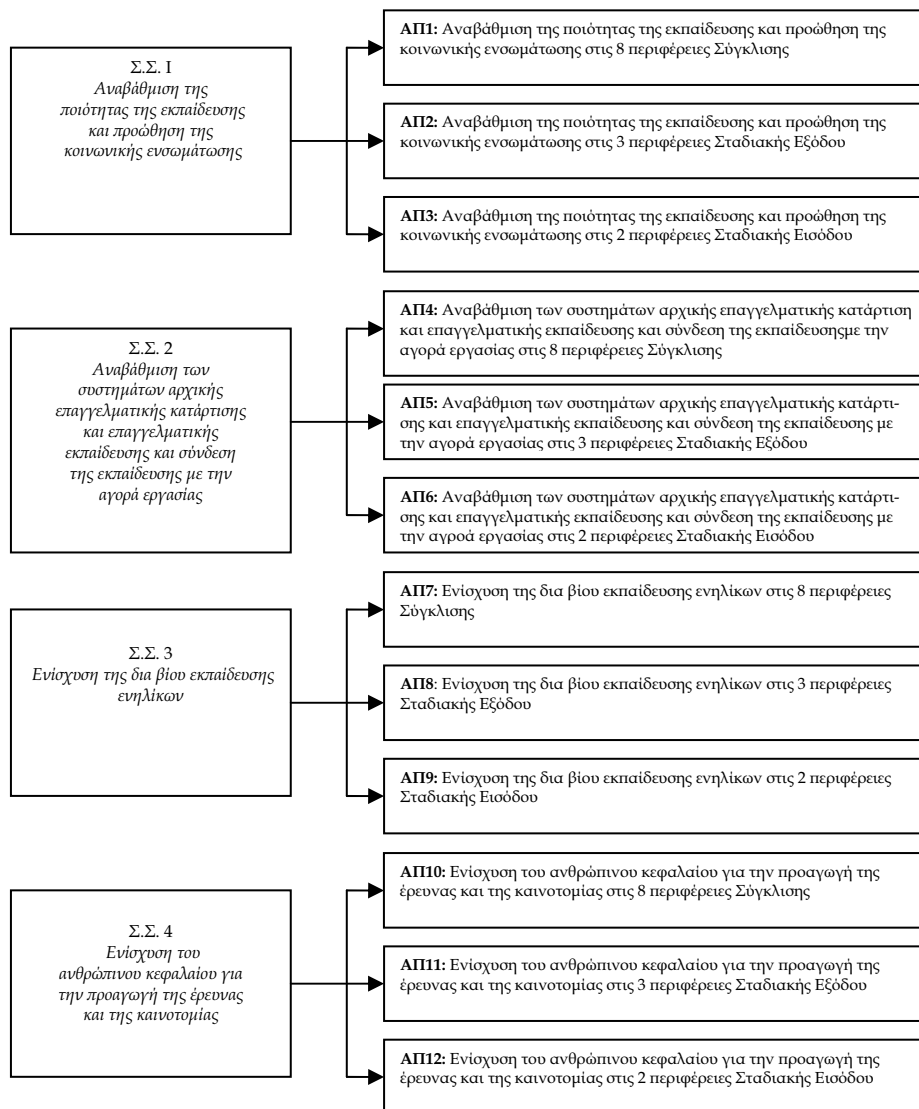 Σ.Σ. Ι
Αναβάθμιση της
ποιότητας της εκπαίδευσης
και προώθηση της
κοινωνικής ενσωμάτωσης
ΑΠ1: Αναβάθμιση της ποιότητας της εκπαίδευσης και προώθηση της
κοινωνικής ενσωμάτωσης στις 8 περιφέρειες Σύγκλισης
ΑΠ2: Αναβάθμιση της ποιότητας της εκπαίδευσης και προώθηση της
κοινωνικής ενσωμάτωσης στις 3 περιφέρειες Σταδιακής Εξόδου
ΑΠ3: Αναβάθμιση της ποιότητας της εκπαίδευσης και προώθηση της
κοινωνικής ενσωμάτωσης στις 2 περιφέρειες Σταδιακής Εισόδου
Σ.Σ. 2
Αναβάθμιση των
συστημάτων αρχικής
επαγγελματικής κατάρτισης
και επαγγελματικής
εκπαίδευσης και σύνδεση
της εκπαίδευσης με την
αγορά εργασίας
ΑΠ4: Αναβάθμιση των συστημάτων αρχικής επαγγελματικής κατάρτιση
και επαγγελματικής εκπαίδευσης και σύνδεση της εκπαίδευσηςμε την
αγορά εργασίας στις 8 περιφέρειες Σύγκλισης
ΑΠ5: Αναβάθμιση των συστημάτων αρχικής επαγγελματικής κατάρτι-
σης και επαγγελματικής εκπαίδευσης και σύνδεση της εκπαίδευσης με
την αγορά εργασίας στις 3 περιφέρειες Σταδιακής Εξόδου
ΑΠ6: Αναβάθμιση των συστημάτων αρχικής επαγγελματικής κατάρτι-
σης και επαγγελματικής εκπαίδευσης και σύνδεση της εκπαίδευσης με
την αγροά εργασίας στις 2 περιφέρειες Σταδιακής Εισόδου
Σ.Σ. 3
Ενίσχυση της δια βίου εκπαίδευσης
ενηλίκων
ΑΠ7: Ενίσχυση της δια βίου εκπαίδευσης ενηλίκων στις 8 περιφέρειες
Σύγκλισης
ΑΠ8: Ενίσχυση της δια βίου εκπαίδευσης ενηλίκων στις 3 περιφέρειες
Σταδιακής Εξόδου
ΑΠ9: Ενίσχυση της δια βίου εκπαίδευσης ενηλίκων στις 2 περιφέρειες
Σταδιακής Εισόδου
Σ.Σ. 4
Ενίσχυση του
ανθρώπινου κεφαλαίου για
την προαγωγή της έρευνας
και της καινοτομίας
ΑΠ10: Ενίσχυση του ανθρώπινου κεφαλαίου για την προαγωγή της
έρευνας και της καινοτομίας στις 8 περιφέρειες Σύγκλισης
ΑΠ11: Ενίσχυση του ανθρώπινου κεφαλαίου για την προαγωγή της
έρευνας και της καινοτομίας στις 3 περιφέρειες Σταδιακής Εξόδου
ΑΠ12: Ενίσχυση του ανθρώπινου κεφαλαίου για την προαγωγή της
έρευνας και της καινοτομίας στις 2 περιφέρειες Σταδιακής Εισόδου